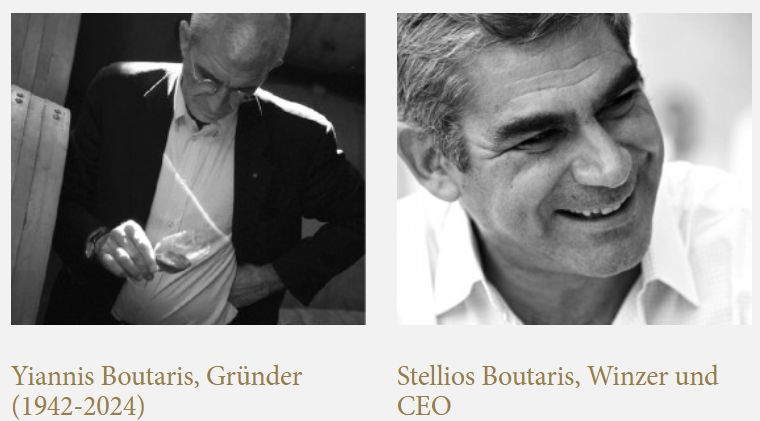 Yiannis Boutaris, Gründer
(1942-2024)
Stellios Boutaris, Winzer und
CEO